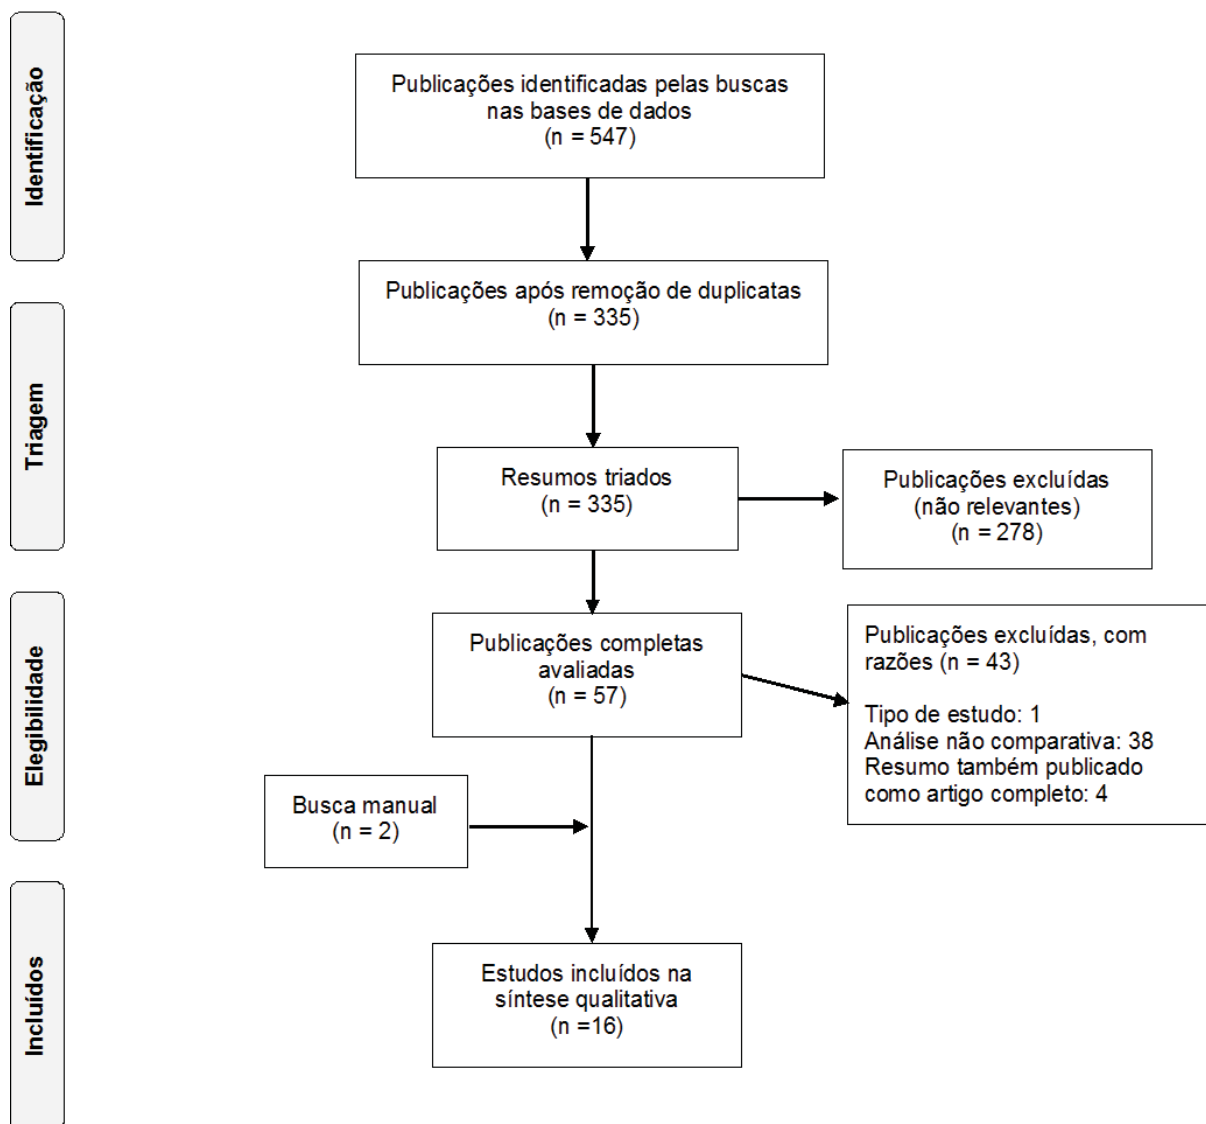 Identificação
Publicações identificadas pelas buscas
nas bases de dados
(n = 547)
Publicações após remoção de duplicatas
(n = 335)
Triagem
Resumos triados
(n = 335)
Publicações excluídas
(não relevantes)
(n = 278)
Elegibilidade
Publicações completas
avaliadas
(n = 57)
Publicações excluídas, com
razões (n = 43)
Tipo de estudo: 1
Análise não comparativa: 38
Resumo também publicado
como artigo completo: 4
Busca manual
(n = 2)
Incluídos
Estudos incluídos na
síntese qualitativa
(n =16)